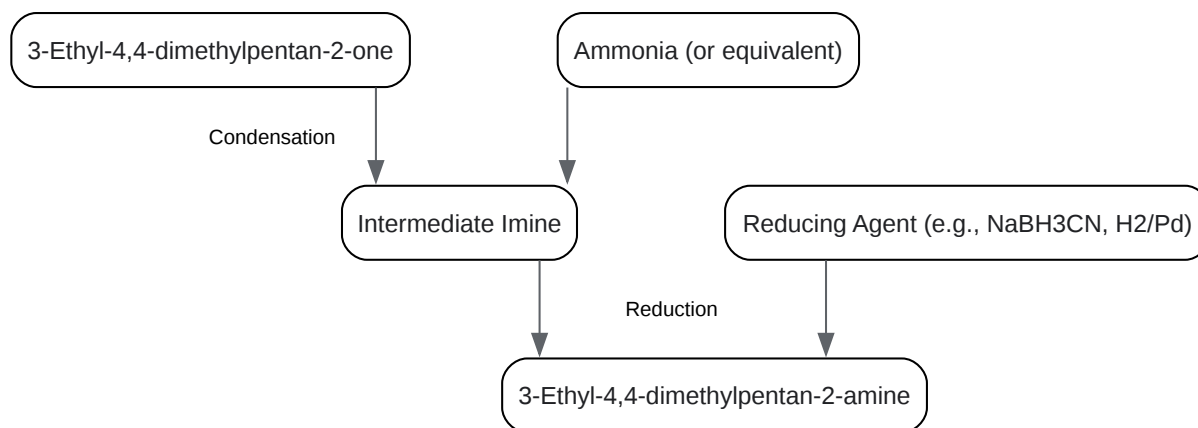 3-Ethyl-4,4-dimethylpentan-2-one
Ammonia (or equivalent)
Condensation
Intermediate Imine
Reducing Agent (e.g., NaBH3CN, H2/Pd)
Reduction
3-Ethyl-4,4-dimethylpentan-2-amine